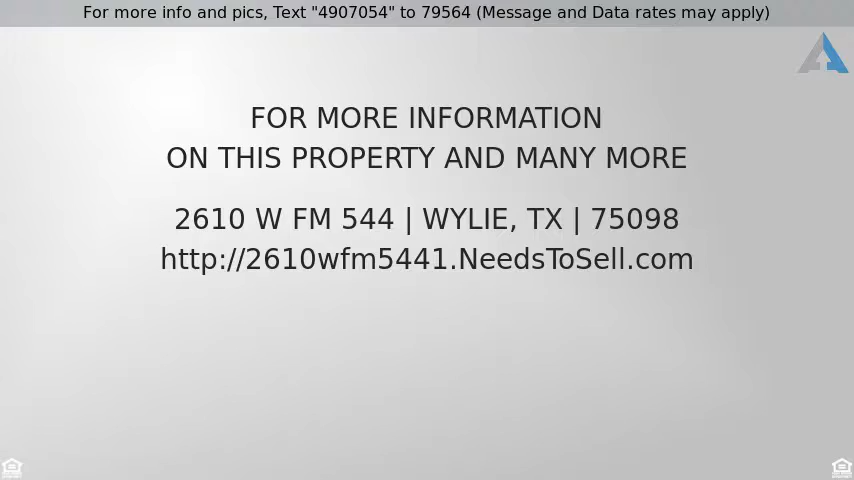 For more info and pics, Text "4907054" to 79564 (Message and Data rates may apply)
FOR MORE INFORMATION
ON THIS PROPERTY AND MANY MORE
2610 W FM 544 | WYLIE, TX | 75098
http://2610wfm5441.NeedsToSell.com